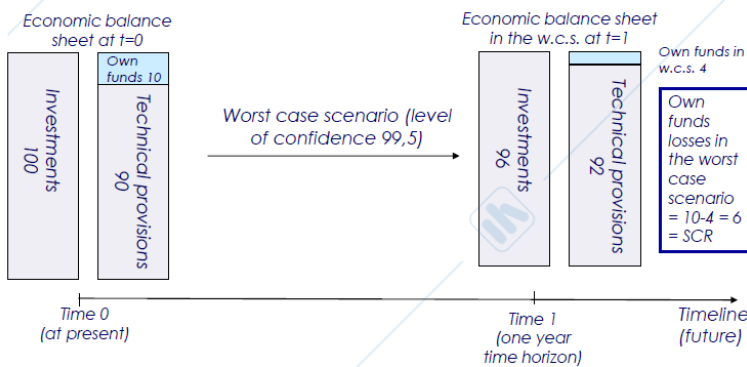 Economic balance
sheet at t=0
Own
funds 10
Investments
100
Technical provisions
90
Worst case scenario (level
of confidence 99,5)
Economic balance sheet
in the w.c.s. at t=1
Investments
96
Technical provisions
92
Own funds in
w.c.s. 4
Own
funds
losses in
the worst
case
scenario
= 10-4 = 6
= SCR
Time 0
(at present)
Time 1
(one year
time horizon)
Timeline
(future)